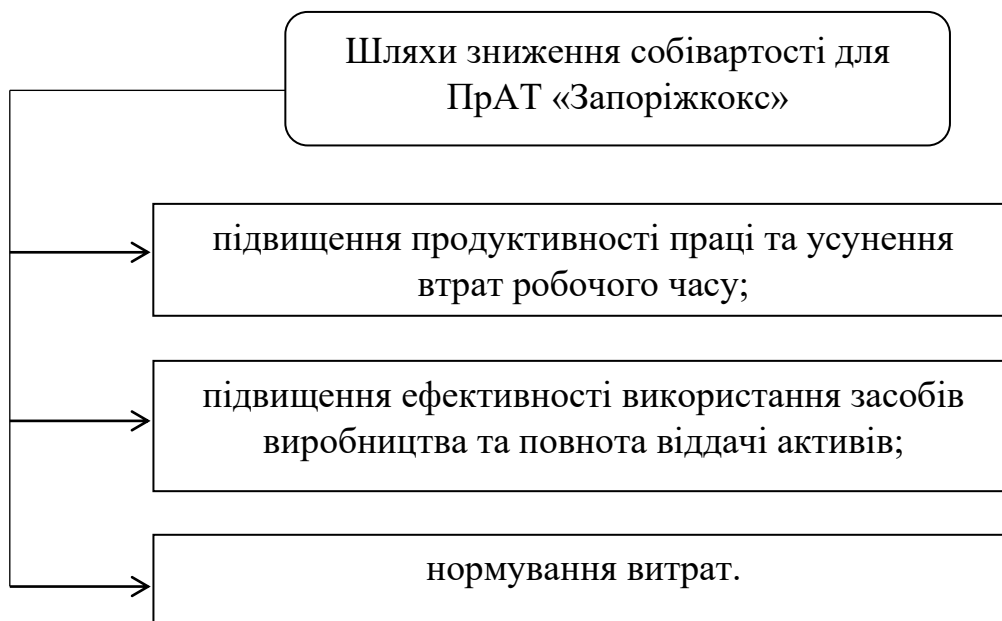 Шляхи зниження собівартості для
ПрАТ «Запоріжкокс»
підвищення продуктивності праці та усунення
втрат робочого часу;
підвищення ефективності використання засобів
виробництва та повнота віддачі активів;
нормування витрат.